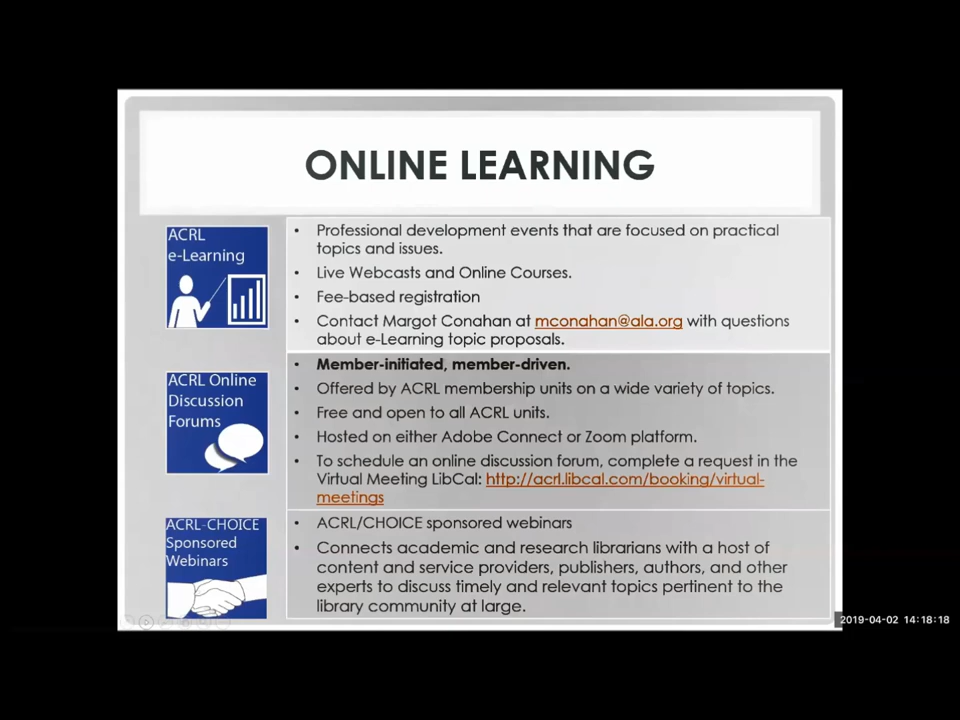 ONLINE LEARNING
ACRL
e-Learning
• Professional development events that are focused on practical
topics and issues.
• Live Webcasts and Online Courses.
• Fee-based registration
• Contact Margot Conahan at mconahan@ala.org with questions
about e-Learning topic proposals.
ACRL Online
Discussion
Forums
• Member-initiated, member-driven.
• Offered by ACRL membership units on a wide variety of topics.
• Free and open to all ACRL units.
• Hosted on either Adobe Connect or Zoom platform.
• To schedule an online discussion forum, complete a request in the
Virtual Meeting LibCal: http://acrl.libcal.com/booking/virtual-
meetings
ACRL-CHOICE
Sponsored
Webinars
• ACRL/CHOICE sponsored webinars
• Connects academic and research librarians with a host of
content and service providers, publishers, authors, and other
experts to discuss timely and relevant topics pertinent to the
library community at large.
2019-04-02 14:18:18